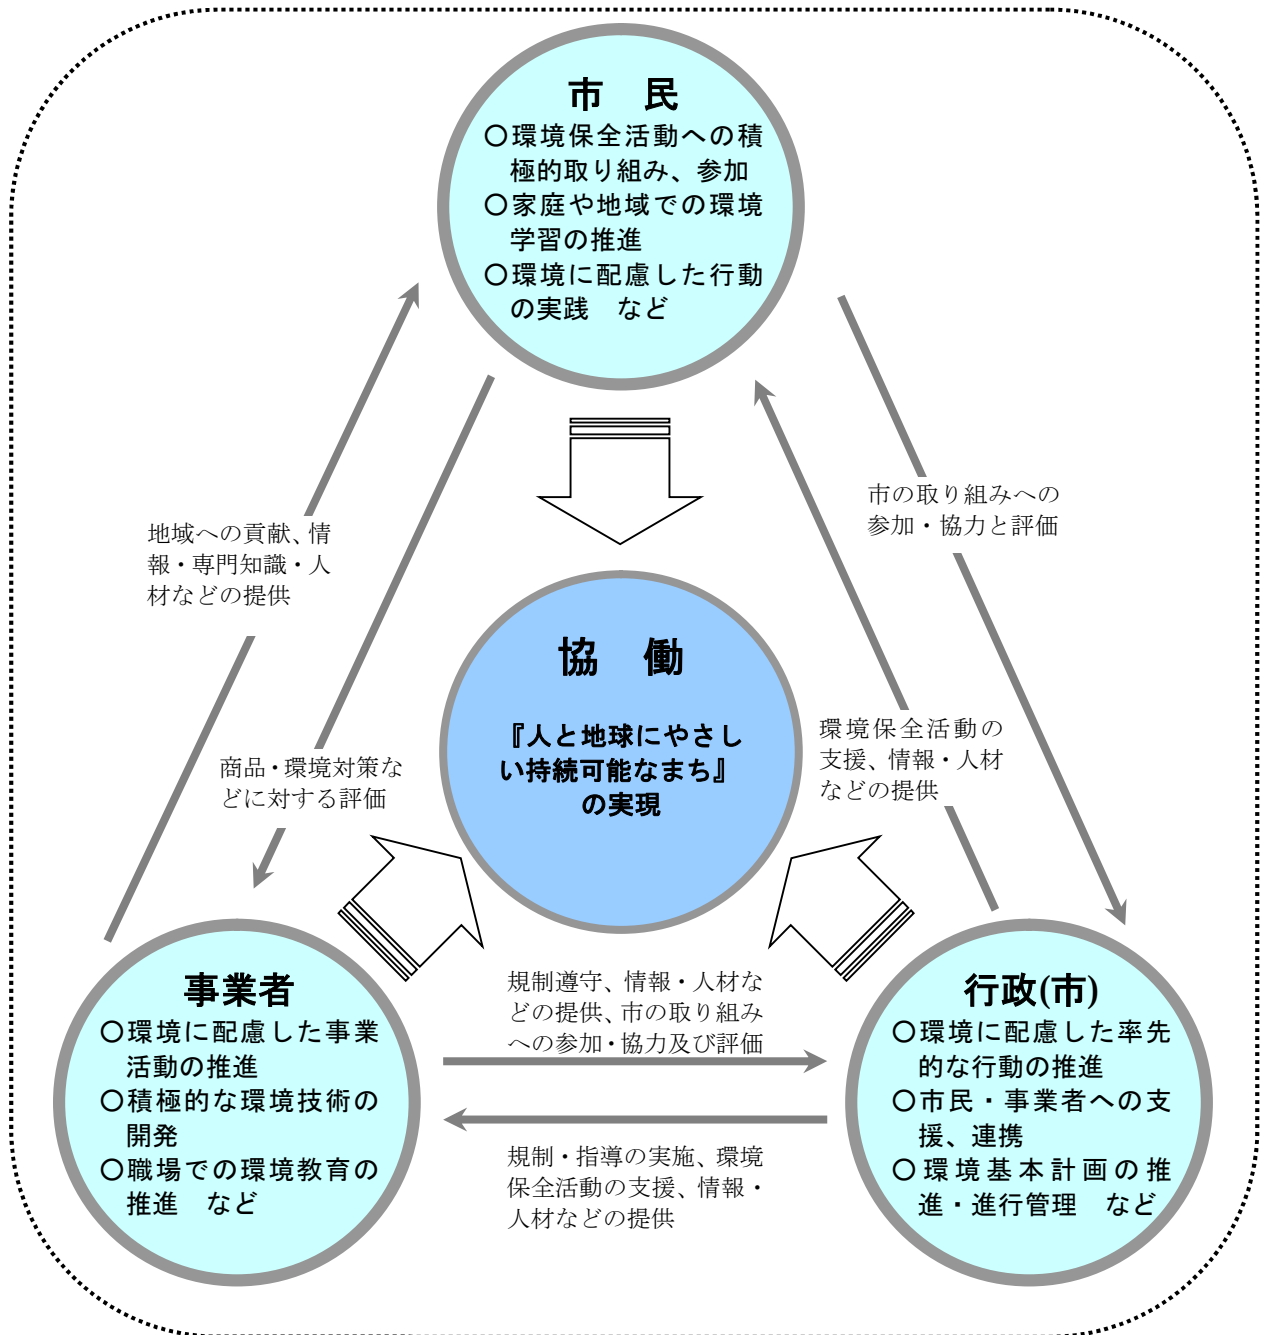 市　民
○環境保全活動への積
極的取り組み、参加
○家庭や地域での環境
学習の推進
○環境に配慮した行動
の実践　など
市の取り組みへの
参加・協力と評価
地域への貢献、情
報・専門知識・人
材などの提供
協　働
『人と地球にやさし
い持続可能なまち』
の実現
環境保全活動の
支援、情報・人材
などの提供
商品・環境対策な
どに対する評価
事業者
○環境に配慮した事業
活動の推進
○積極的な環境技術の
開発
○職場での環境教育の
推進　など
規制遵守、情報・人材な
どの提供、市の取り組み
への参加・協力及び評価
規制・指導の実施、環境
保全活動の支援、情報・
人材などの提供
行政(市)
○環境に配慮した率先
的な行動の推進
○市民・事業者への支
援、連携
○環境基本計画の推
進・進行管理　など